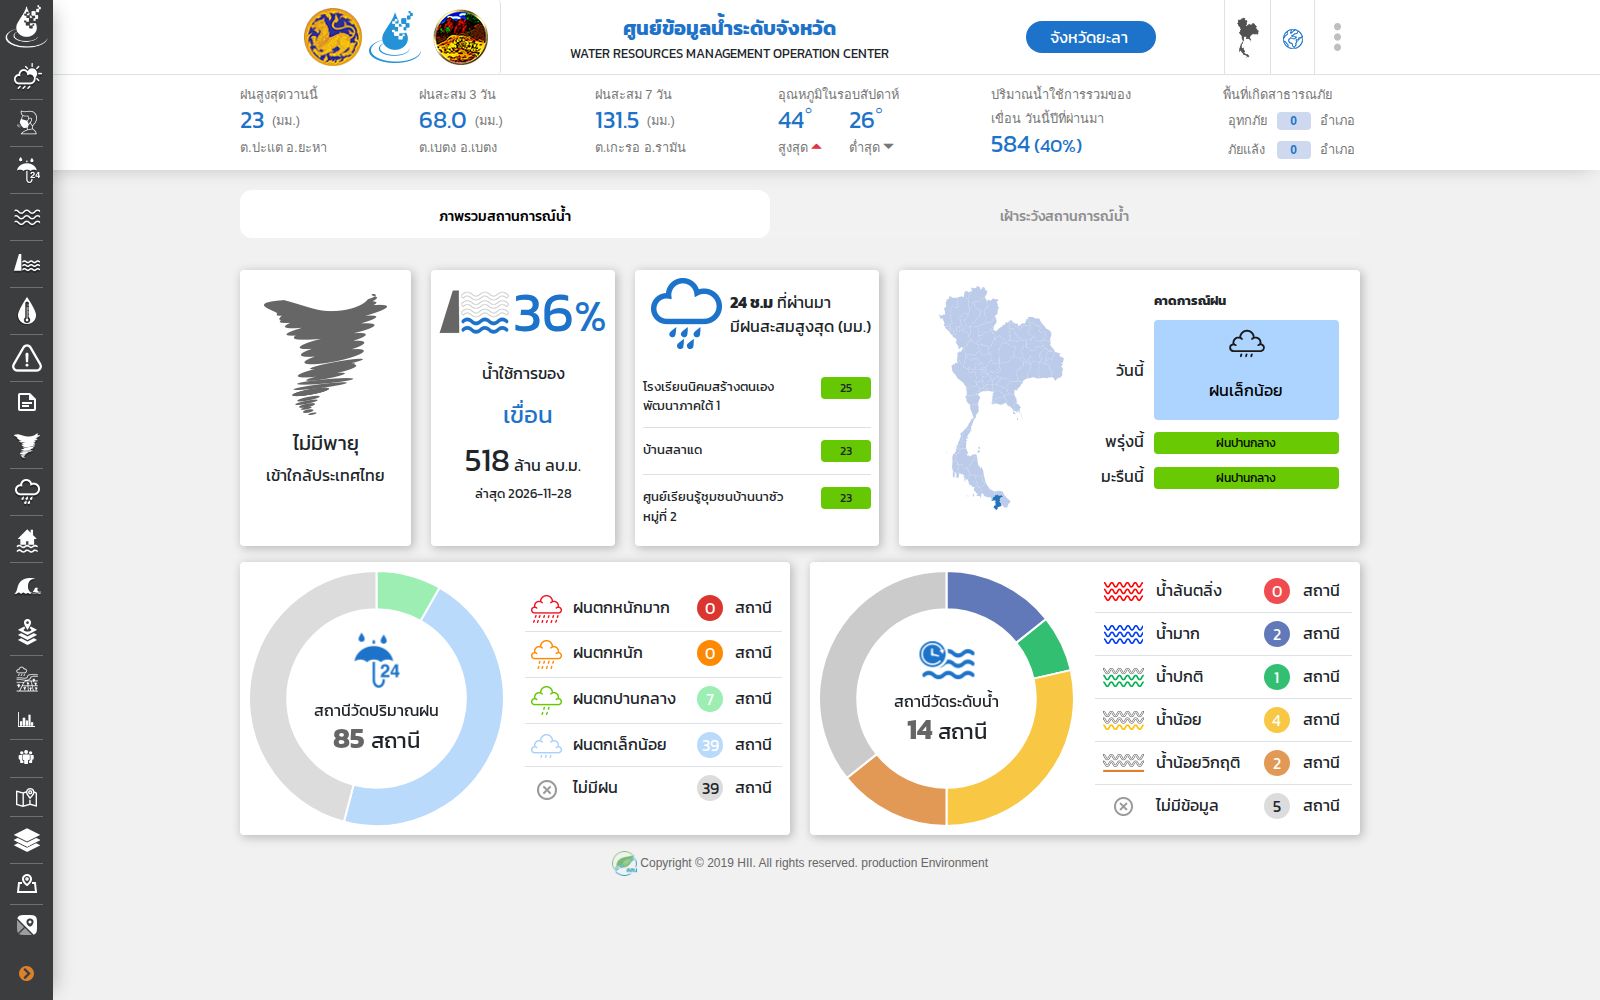 ศูนย์ข้อมูลน้ำระดับจังหวัด
WATER RESOURCES MANAGEMENT OPERATION CENTER
จังหวัดยะลา
ฝนสูงสุดวานนี้
23 (มม.)
ต.ปะแต อ.ยะหา
ฝนสะสม 3 วัน
68.0 (มม.)
ต.เบตง อ.เบตง
ฝนสะสม 7 วัน
131.5 (มม.)
ต.เกะรอ อ.รามัน
อุณหภูมิในรอบสัปดาห์
44° 26°
สูงสุด ต่ำสุด
ปริมาณน้ำใช้การรวมของ
เขื่อน วันนี้ปีที่ผ่านมา
584 (40%)
พื้นที่เกิดสาธารณภัย
อุทกภัย 0 อำเภอ
ภัยแล้ง 0 อำเภอ
ภาพรวมสถานการณ์น้ำ
เฝ้าระวังสถานการณ์น้ำ
24
ไม่มีพายุ
เข้าใกล้ประเทศไทย
36%
น้ำใช้การของ
เขื่อน
518 ล้าน ลบ.ม.
ล่าสุด 2026-11-28
24 ช.ม ที่ผ่านมา
มีฝนสะสมสูงสุด (มม.)
โรงเรียนนิคมสร้างตนเอง
พัฒนาภาคใต้ 1
25
บ้านสลาแด
23
ศูนย์เรียนรู้ชุมชนบ้านนาซัว
หมู่ที่ 2
23
คาดการณ์ฝน
วันนี้
ฝนเล็กน้อย
พรุ่งนี้ ฝนปานกลาง
มะรืนนี้ ฝนปานกลาง
24
สถานีวัดปริมาณฝน
85 สถานี
ฝนตกหนักมาก 0 สถานี
ฝนตกหนัก 0 สถานี
ฝนตกปานกลาง 7 สถานี
ฝนตกเล็กน้อย 39 สถานี
ไม่มีฝน 39 สถานี
สถานีวัดระดับน้ำ
14 สถานี
น้ำล้นตลิ่ง 0 สถานี
น้ำมาก 2 สถานี
น้ำปกติ 1 สถานี
น้ำน้อย 4 สถานี
น้ำน้อยวิกฤติ 2 สถานี
ไม่มีข้อมูล 5 สถานี
Copyright © 2019 HII. All rights reserved. production Environment